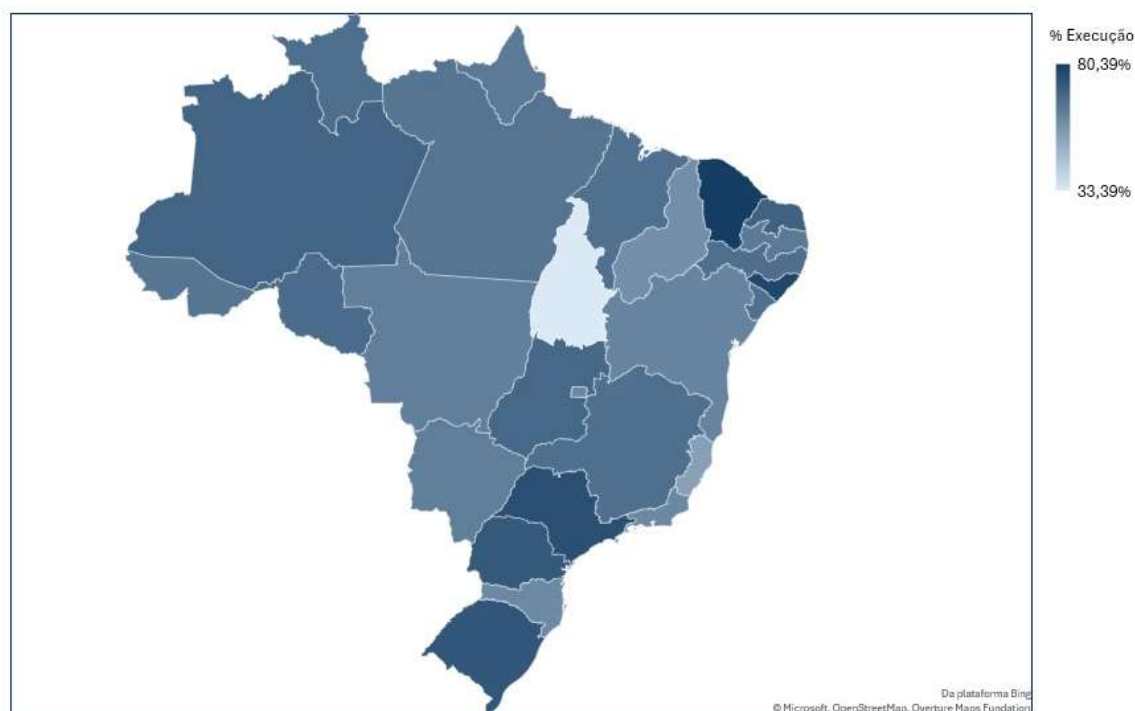 % Execução
80,39%
33,39%
Da plataforma Bing
© Microsoft, OpenStreetMap, Overture Maps Fundation